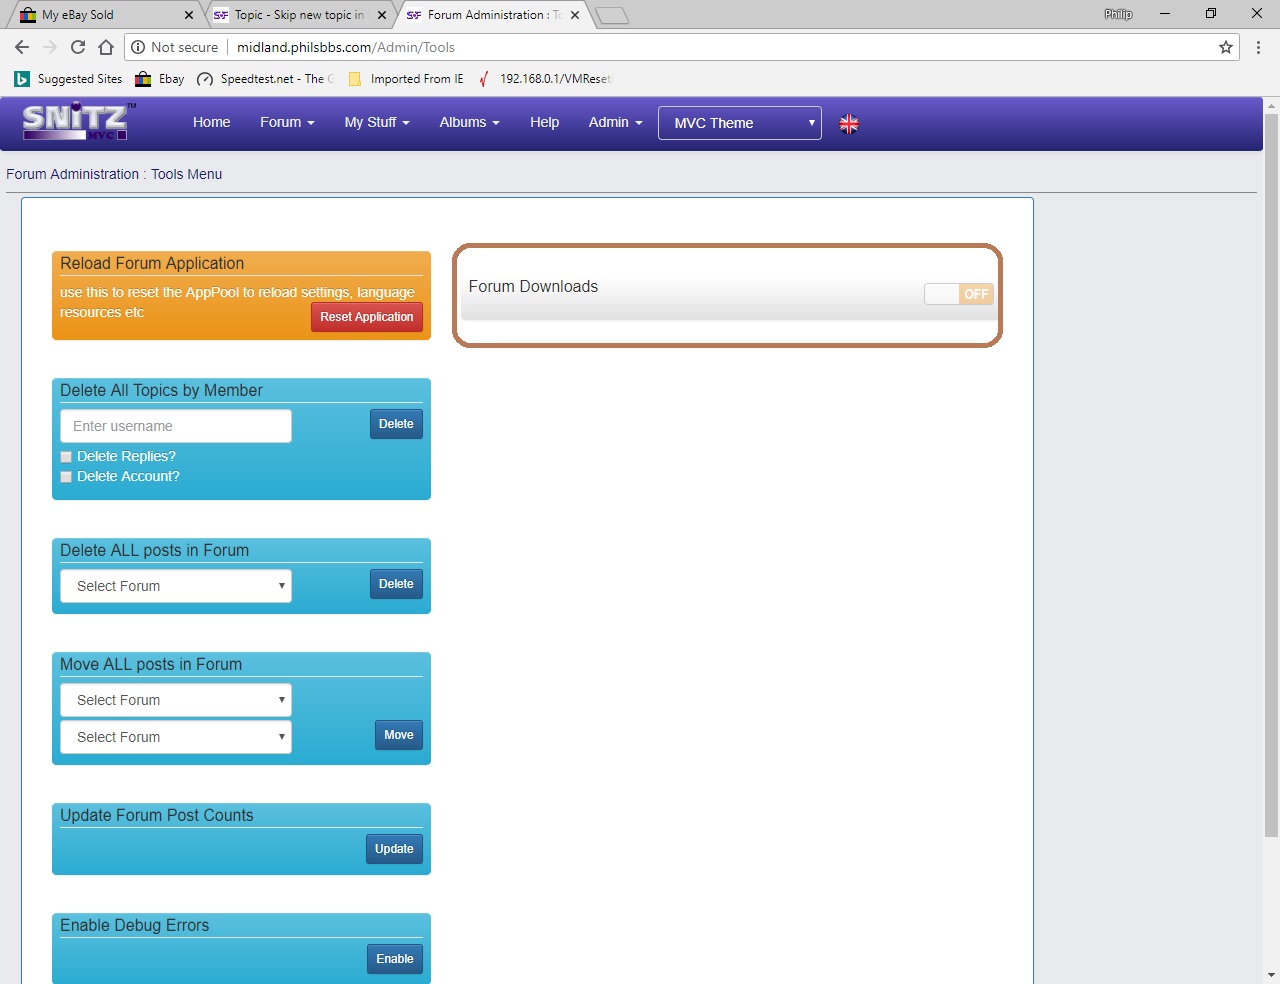 My eBay Sold
Topic - Skip new topic in
Forum Administration : To
Philip
Not secure
midland.philsbbs.com/Admin/Tools
Suggested Sites
Ebay
Speedtest.net - The G
Imported From IE
192.168.0.1/VMReset
SNITZ™
MVC
Home
Forum
My Stuff
Albums
Help
Admin
MVC Theme
Forum Administration : Tools Menu
Reload Forum Application
use this to reset the AppPool to reload settings, language
resources etc
Reset Application
Forum Downloads
OFF
Delete All Topics by Member
Enter username
Delete
Delete Replies?
Delete Account?
Delete ALL posts in Forum
Select Forum
Delete
Move ALL posts in Forum
Select Forum
Select Forum
Move
Update Forum Post Counts
Update
Enable Debug Errors
Enable